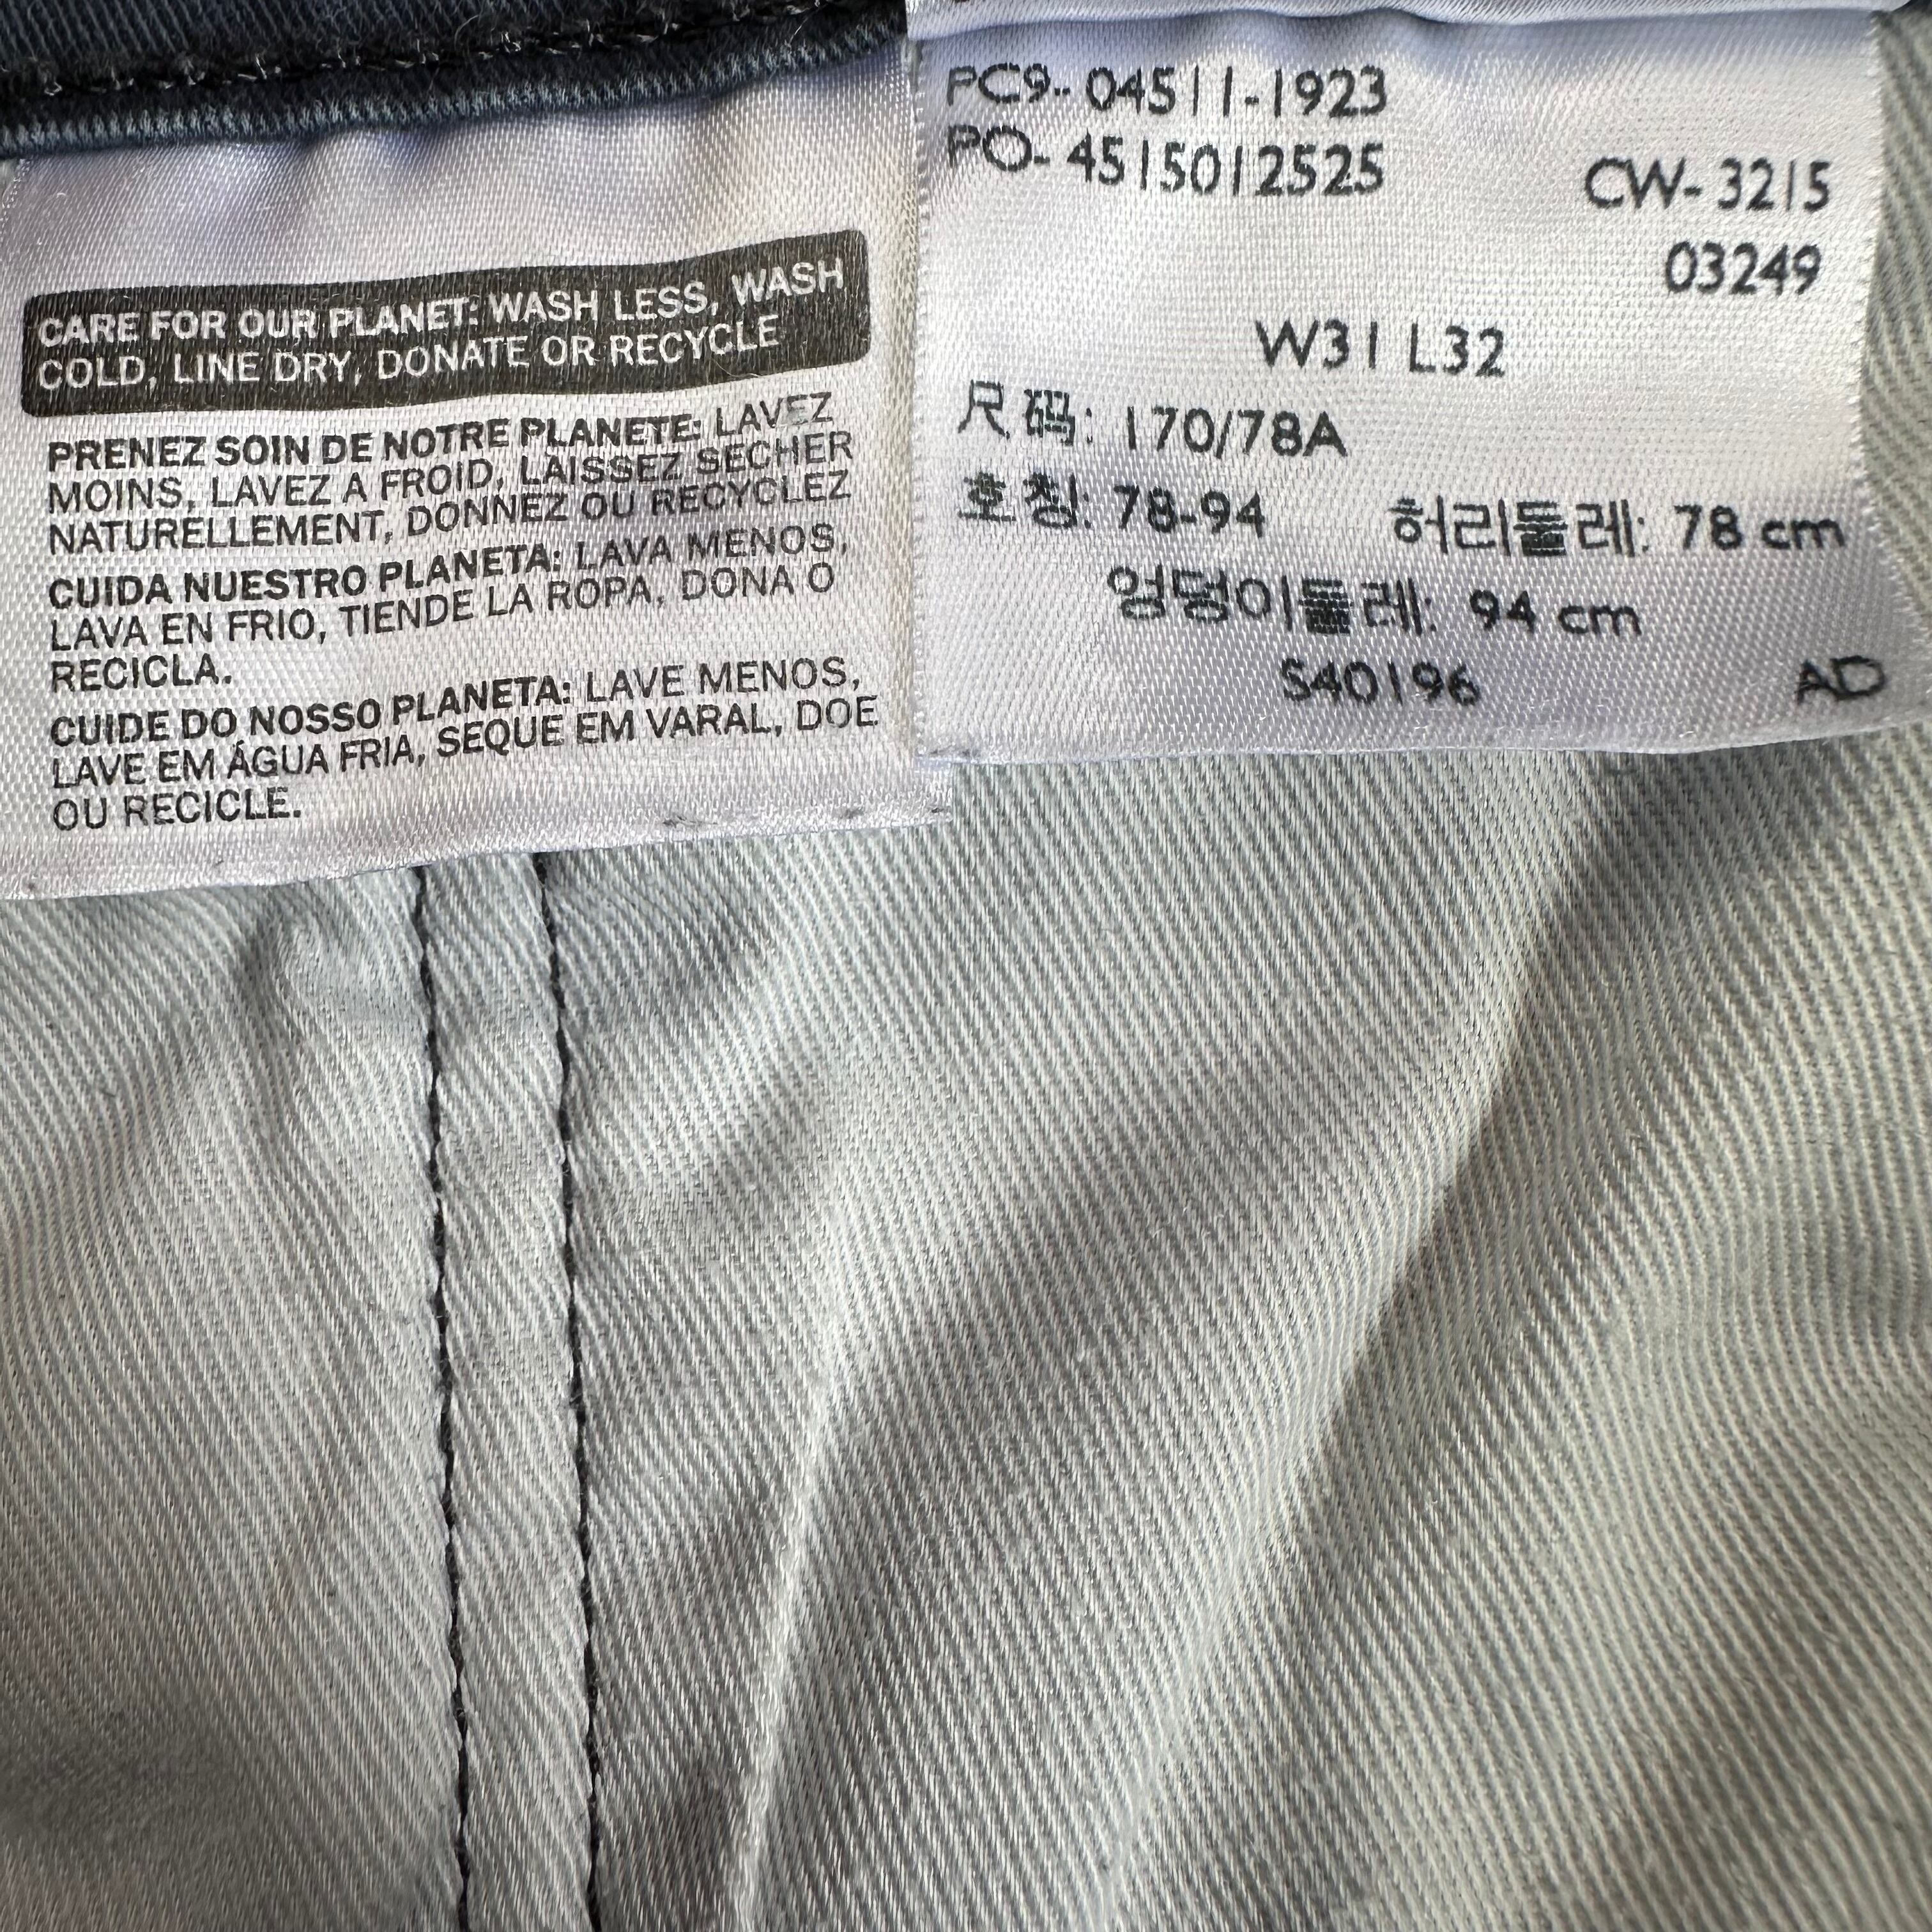 CARE FOR OUR PLANET: WASH LESS, WASH
COLD, LINE DRY, DONATE OR RECYCLE
PRENEZ SOIN DE NOTRE PLANETE: LAVEZ
MOINS, LAVEZ A FROID, LAISSEZ SECHER
NATURELLEMENT, DONNEZ OU RECYCLEZ
CUIDA NUESTRO PLANETA: LAVA MENOS,
LAVA EN FRIO, TIENDE LA ROPA, DONA O
RECICLA.
CUIDE DO NOSSO PLANETA: LAVE MENOS,
LAVE EM ÁGUA FRIA, SEQUE EM VARAL, DOE
OU RECICLE.
PC9-04511-1923
PO-4515012525
CW-3215
03249
W31 L32
尺码: 170/78A
호칭: 78-94 허리둘레: 78 cm
엉덩이둘레: 94 cm
S40196 AD